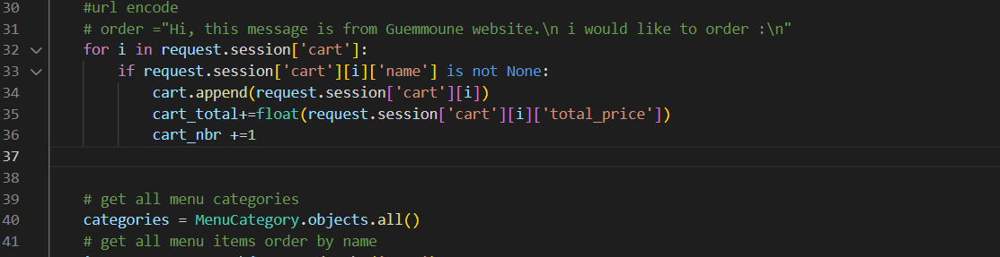 30 #url encode
31 # order ="Hi, this message is from Guemmoune website.\n i would like to order :\n"
32 for i in request.session['cart']:
33 if request.session['cart'][i]['name'] is not None:
34 cart.append(request.session['cart'][i])
35 cart_total+=float(request.session['cart'][i]['total_price'])
36 cart_nbr +=1
37
38
39 # get all menu categories
40 categories = MenuCategory.objects.all()
41 # get all menu items order by name